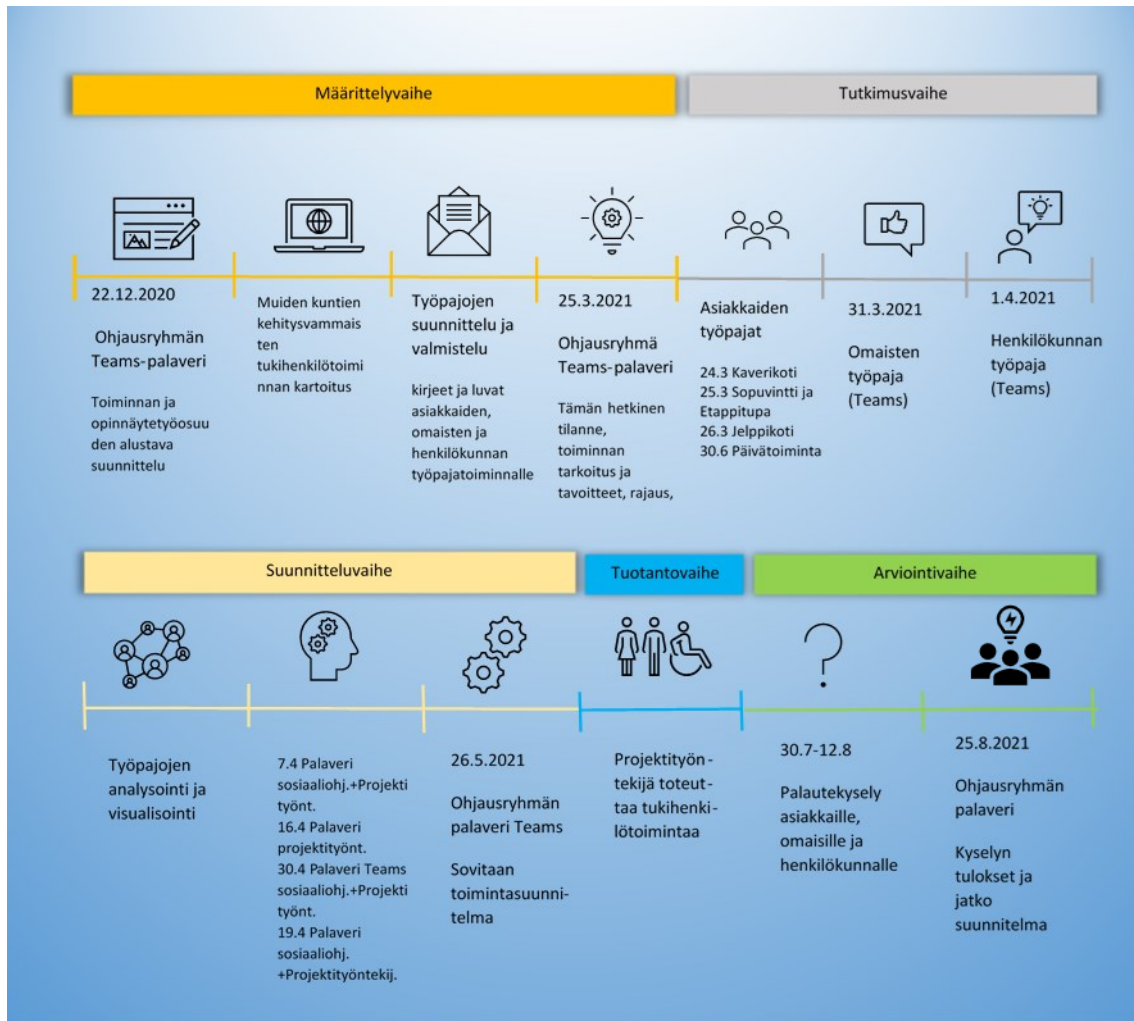 Määrittelyvaihe
Tutkimusvaihe
22.12.2020
Ohjausryhmän
Teams-palaveri
Toiminnan ja
opinnäytetyöosuu
den alustava
suunnittelu
Muiden kuntien
kehitysvammais
ten
tukihenkilötoimi
nnan kartoitus
Työpajojen
suunnittelu ja
valmistelu
kirjeet ja luvat
asiakkaiden,
omaisten ja
henkilökunnan
työpajatoiminnalle
25.3.2021
Ohjausryhmä
Teams-palaveri
Tämän hetkinen
tilanne,
toiminnan
tarkoitus ja
tavoitteet, rajaus,
Asiakkaiden
työpajat
24.3 Kaverikoti
25.3 Sopuvintti ja
Etappitupa
26.3 Jelppikoti
30.6 Päivätoiminta
31.3.2021
Omaisten
työpaja
(Teams)
1.4.2021
Henkilökunnan
työpaja
(Teams)
Suunnitteluvaihe
Tuotantovaihe
Arviointivaihe
Työpajojen
analysointi ja
visualisointi
7.4 Palaveri
sosiaaliohj.+Projekti
työnt.
16.4 Palaveri
projektityönt.
30.4 Palaveri Teams
sosiaaliohj.+Projekti
työnt.
19.4 Palaveri
sosiaaliohj.
+Projektityöntekij.
26.5.2021
Ohjausryhmän
palaveri Teams
Sovitaan
toimintasuunni-
telma
Projektityön-
tekijä toteut-
taa tukihenki-
lötoimintaa
30.7-12.8
Palautekysely
asiakkaille,
omaisille ja
henkilökunnalle
25.8.2021
Ohjausryhmän
palaveri
Kyselyn
tulokset ja
jatko
suunnitelma